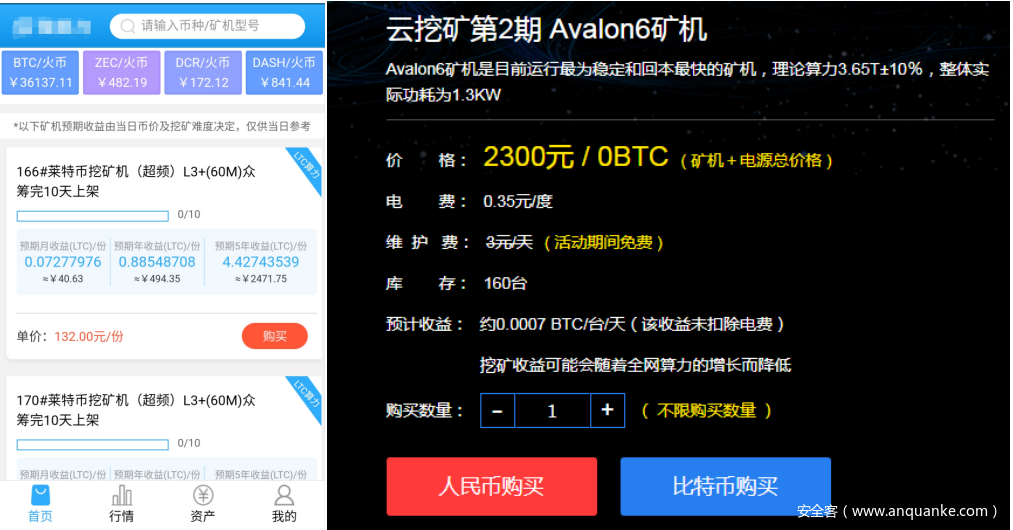 请输入币种/矿机型号
BTC/火币 ZEC/火币 DCR/火币 DASH/火币
￥36137.11 ￥482.19 ￥172.12 ￥841.44
*以下矿机预期收益由当日币价及挖矿难度决定，仅供当日参考
LTC算力
166#莱特币挖矿机（超频）L3+(60M)众
筹完10天上架
0/10
预期月收益(LTC)/份 预期年收益(LTC)/份 预期5年收益(LTC)/份
0.07277976 0.88548708 4.42743539
≈￥40.63 ≈￥494.35 ≈￥2471.75
单价：132.00元/份 购买
LTC算力
170#莱特币挖矿机（超频）L3+(60M)众
筹完10天上架
0/10
预期月收益(LTC)/份 预期年收益(LTC)/份 预期5年收益(LTC)/份
首页 行情 资产 我的
云挖矿第2期 Avalon6矿机
Avalon6矿机是目前运行最为稳定和回本最快的矿机，理论算力3.65T±10%，整体实
际功耗为1.3KW
价 格： 2300元 / 0BTC（矿机＋电源总价格）
电 费： 0.35元/度
维 护 费： 3元/天（活动期间免费）
库 存： 160台
预计收益： 约0.0007 BTC/台/天（该收益未扣除电费）
挖矿收益可能会随着全网算力的增长而降低
购买数量： − 1 + （ 不限购买数量 ）
人民币购买 比特币购买
安全客（www.anquanke.com）